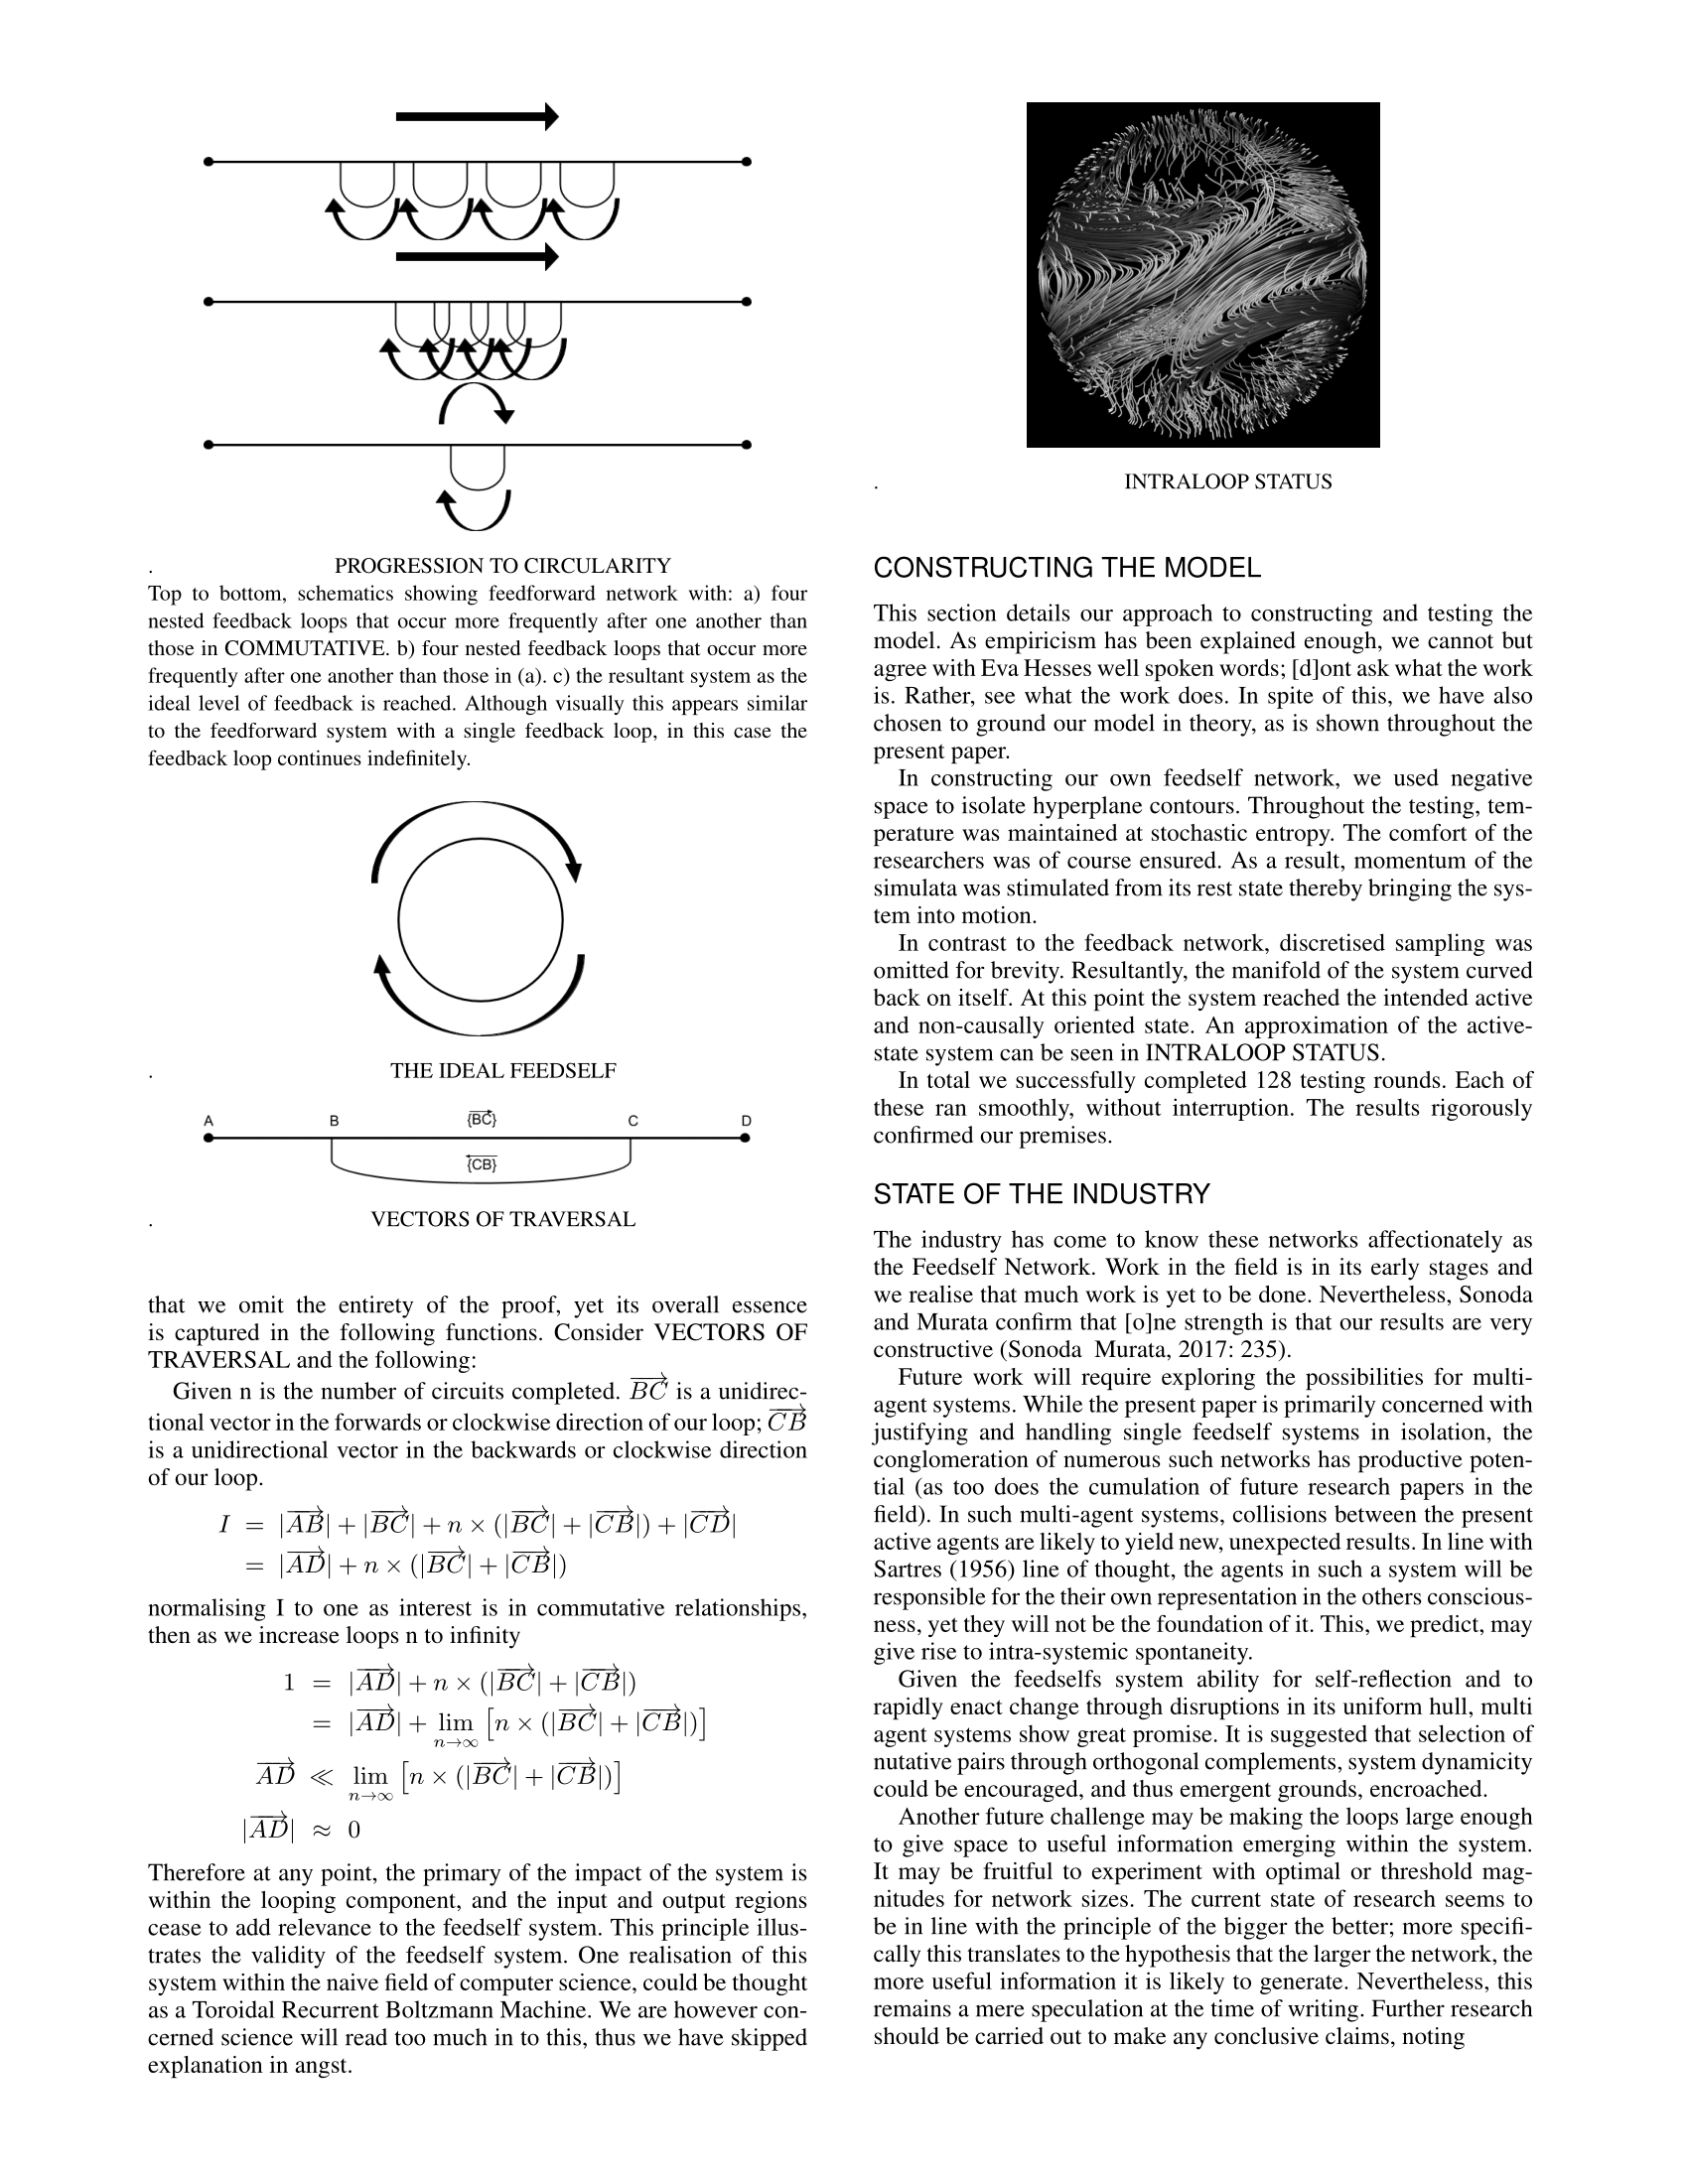 .
PROGRESSION TO CIRCULARITY
Top to bottom, schematics showing feedforward network with: a) four
nested feedback loops that occur more frequently after one another than
those in COMMUTATIVE. b) four nested feedback loops that occur more
frequently after one another than those in (a). c) the resultant system as the
ideal level of feedback is reached. Although visually this appears similar
to the feedforward system with a single feedback loop, in this case the
feedback loop continues indefinitely.
.
THE IDEAL FEEDSELF
A B {BC} C D
{CB}
.
VECTORS OF TRAVERSAL
that we omit the entirety of the proof, yet its overall essence
is captured in the following functions. Consider VECTORS OF
TRAVERSAL and the following:
Given n is the number of circuits completed. $\overrightarrow{BC}$ is a unidirec-
tional vector in the forwards or clockwise direction of our loop; $\overrightarrow{CB}$
is a unidirectional vector in the backwards or clockwise direction
of our loop.
$I = |\overrightarrow{AB}| + |\overrightarrow{BC}| + n \times (|\overrightarrow{BC}| + |\overrightarrow{CB}|) + |\overrightarrow{CD}|$
$= |\overrightarrow{AD}| + n \times (|\overrightarrow{BC}| + |\overrightarrow{CB}|)$
normalising I to one as interest is in commutative relationships,
then as we increase loops n to infinity
$1 = |\overrightarrow{AD}| + n \times (|\overrightarrow{BC}| + |\overrightarrow{CB}|)$
$= |\overrightarrow{AD}| + \lim_{n \to \infty} [n \times (|\overrightarrow{BC}| + |\overrightarrow{CB}|)]$
$\overrightarrow{AD} \ll \lim_{n \to \infty} [n \times (|\overrightarrow{BC}| + |\overrightarrow{CB}|)]$
$|\overrightarrow{AD}| \approx 0$
Therefore at any point, the primary of the impact of the system is
within the looping component, and the input and output regions
cease to add relevance to the feedself system. This principle illus-
trates the validity of the feedself system. One realisation of this
system within the naive field of computer science, could be thought
as a Toroidal Recurrent Boltzmann Machine. We are however con-
cerned science will read too much in to this, thus we have skipped
explanation in angst.
.
INTRALOOP STATUS
CONSTRUCTING THE MODEL
This section details our approach to constructing and testing the
model. As empiricism has been explained enough, we cannot but
agree with Eva Hesses well spoken words; [d]ont ask what the work
is. Rather, see what the work does. In spite of this, we have also
chosen to ground our model in theory, as is shown throughout the
present paper.
In constructing our own feedself network, we used negative
space to isolate hyperplane contours. Throughout the testing, tem-
perature was maintained at stochastic entropy. The comfort of the
researchers was of course ensured. As a result, momentum of the
simulata was stimulated from its rest state thereby bringing the sys-
tem into motion.
In contrast to the feedback network, discretised sampling was
omitted for brevity. Resultantly, the manifold of the system curved
back on itself. At this point the system reached the intended active
and non-causally oriented state. An approximation of the active-
state system can be seen in INTRALOOP STATUS.
In total we successfully completed 128 testing rounds. Each of
these ran smoothly, without interruption. The results rigorously
confirmed our premises.
STATE OF THE INDUSTRY
The industry has come to know these networks affectionately as
the Feedself Network. Work in the field is in its early stages and
we realise that much work is yet to be done. Nevertheless, Sonoda
and Murata confirm that [o]ne strength is that our results are very
constructive (Sonoda Murata, 2017: 235).
Future work will require exploring the possibilities for multi-
agent systems. While the present paper is primarily concerned with
justifying and handling single feedself systems in isolation, the
conglomeration of numerous such networks has productive poten-
tial (as too does the cumulation of future research papers in the
field). In such multi-agent systems, collisions between the present
active agents are likely to yield new, unexpected results. In line with
Sartres (1956) line of thought, the agents in such a system will be
responsible for the their own representation in the others conscious-
ness, yet they will not be the foundation of it. This, we predict, may
give rise to intra-systemic spontaneity.
Given the feedselfs system ability for self-reflection and to
rapidly enact change through disruptions in its uniform hull, multi
agent systems show great promise. It is suggested that selection of
nutative pairs through orthogonal complements, system dynamicity
could be encouraged, and thus emergent grounds, encroached.
Another future challenge may be making the loops large enough
to give space to useful information emerging within the system.
It may be fruitful to experiment with optimal or threshold mag-
nitudes for network sizes. The current state of research seems to
be in line with the principle of the bigger the better; more specifi-
cally this translates to the hypothesis that the larger the network, the
more useful information it is likely to generate. Nevertheless, this
remains a mere speculation at the time of writing. Further research
should be carried out to make any conclusive claims, noting